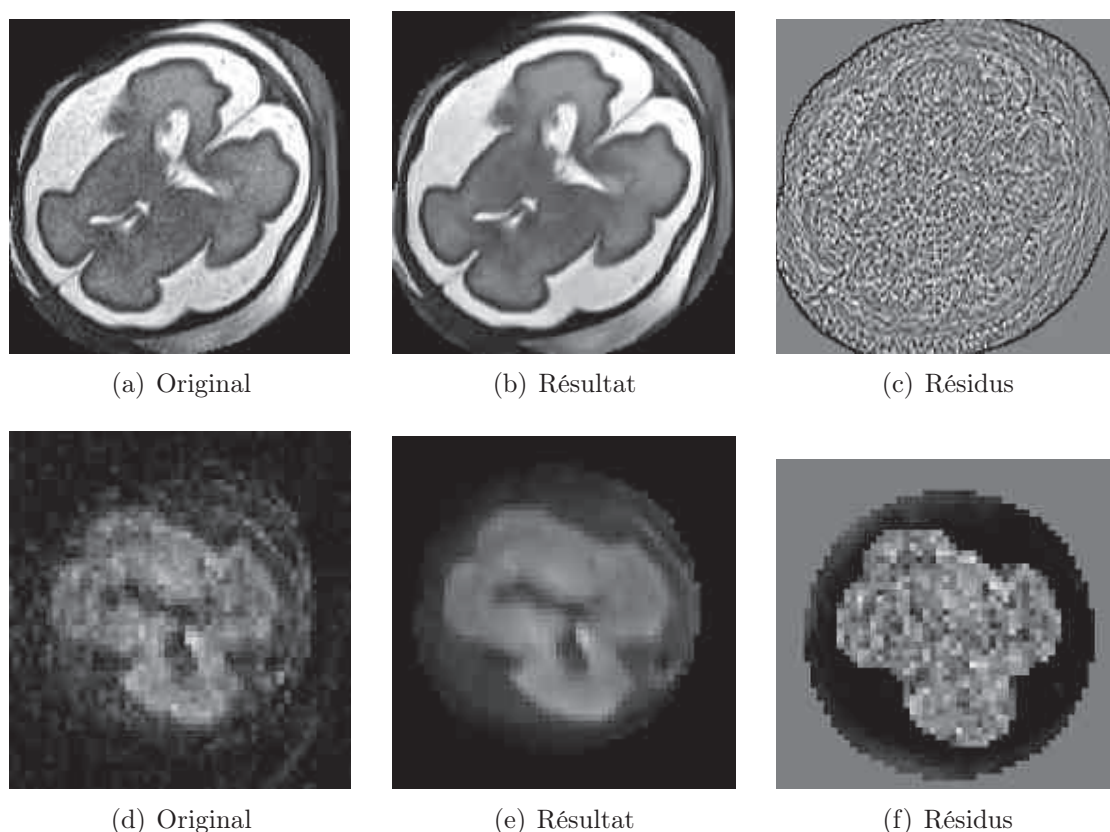 (a) Original
(b) Résultat
(c) Résidus
(d) Original
(e) Résultat
(f) Résidus